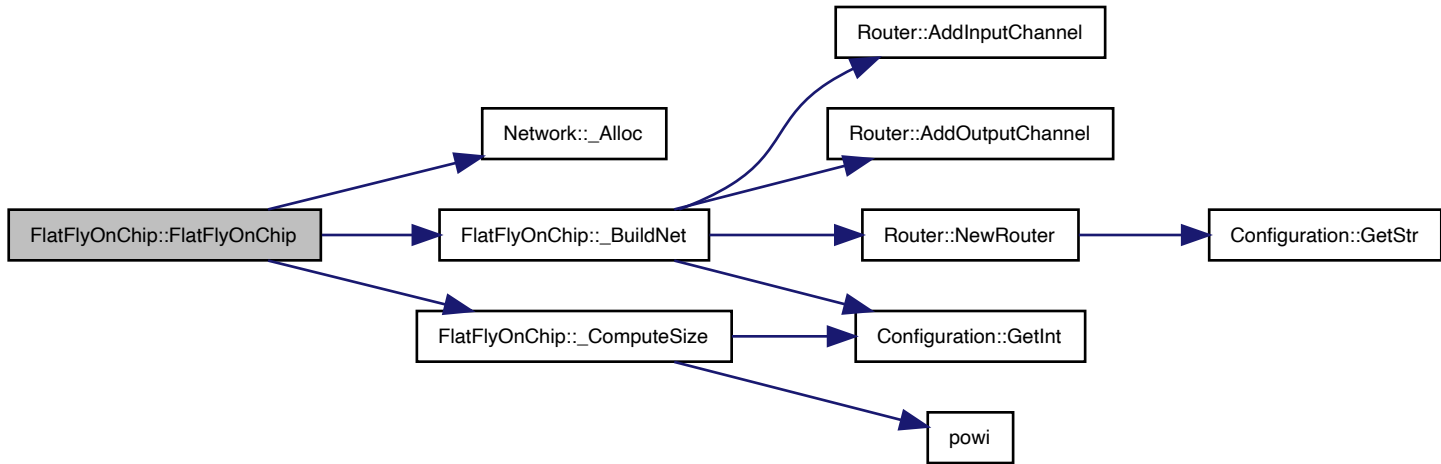 Router::AddInputChannel
Network::_Alloc
Router::AddOutputChannel
FlatFlyOnChip::FlatFlyOnChip
FlatFlyOnChip::_BuildNet
Router::NewRouter
Configuration::GetStr
FlatFlyOnChip::_ComputeSize
Configuration::GetInt
powi